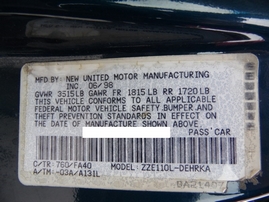 MFD BY: NEW UNITED MOTOR MANUFACTURING
INC. 06/98
GVWR 3515LB GAWR FR 1815LB RR 1720LB
THIS VEHICLE CONFORMS TO ALL APPLICABLE
FEDERAL MOTOR VEHICLE SAFETY, BUMPER, AND
THEFT PREVENTION STANDARDS IN EFFECT
ON THE DATE OF MANUFACTURE SHOWN ABOVE.
PASS CAR
C/TR: 760/FA40 MODEL: ZZE110L-DEHRKA
A/TM: -03A/A131L